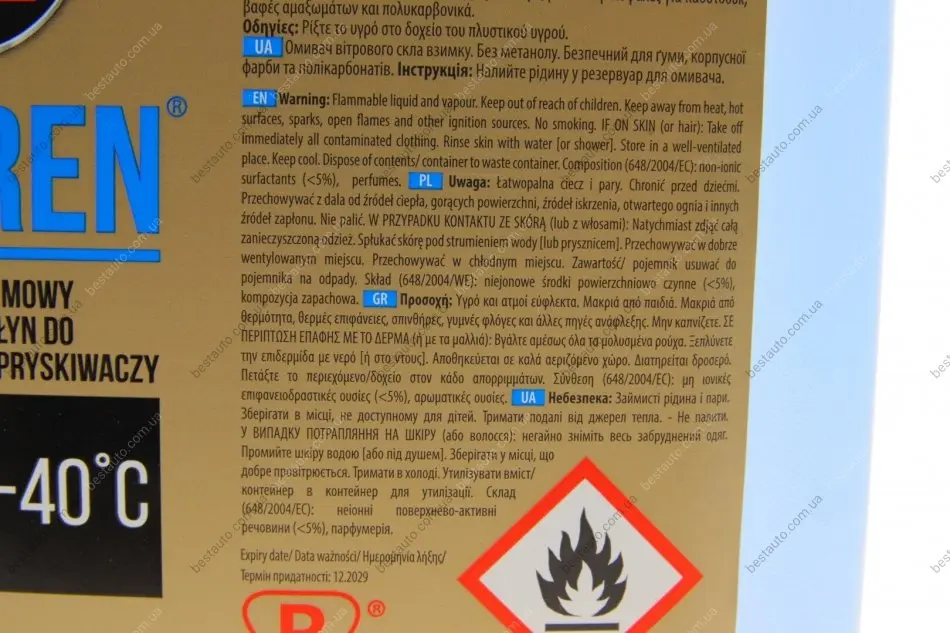 βαφές αμαξωμάτων και πολυκαρβονικά.
Οδηγίες: Ρίξτε το υγρό στο δοχείο του πλυστικού υγρού.
UA Омивач вітрового скла взимку. Без метанолу. Безпечний для ґуми, корпусної
фарби та полікарбонатів. Інструкція: Налийте рідину у резервуар для омивача.
EN Warning: Flammable liquid and vapour. Keep out of reach of children. Keep away from heat, hot
surfaces, sparks, open flames and other ignition sources. No smoking. IF ON SKIN (or hair): Take off
immediately all contaminated clothing. Rinse skin with water [or shower]. Store in a well-ventilated
place. Keep cool. Dispose of contents/ container to waste container. Composition (648/2004/EC): non-ionic
surfactants (<5%), perfumes. PL Uwaga: Łatwopalna ciecz i pary. Chronić przed dziećmi.
Przechowywać z dala od źródeł ciepła, gorących powierzchni, źródeł iskrzenia, otwartego ognia i innych
źródeł zapłonu. Nie palić. W PRZYPADKU KONTAKTU ZE SKÓRĄ (lub z włosami): Natychmiast zdjąć całą
zanieczyszczoną odzież. Spłukać skórę pod strumieniem wody [lub prysznicem]. Przechowywać w dobrze
wentylowanym miejscu. Przechowywać w chłodnym miejscu. Zawartość/ pojemnik usuwać do
pojemnika na odpady. Skład (648/2004/WE): niejonowe środki powierzchniowo czynne (<5%),
kompozycja zapachowa. GR Προσοχή: Υγρό και ατμοί εύφλεκτα. Μακριά από παιδιά. Μακριά από
θερμότητα, θερμές επιφάνειες, σπινθήρες, γυμνές φλόγες και άλλες πηγές ανάφλεξης. Μην καπνίζετε. ΣΕ
ΠΕΡΙΠΤΩΣΗ ΕΠΑΦΗΣ ΜΕ ΤΟ ΔΕΡΜΑ (ή με τα μαλλιά): Βγάλτε αμέσως όλα τα μολυσμένα ρούχα. Ξεπλύνετε
την επιδερμίδα με νερό [ή στο ντους]. Αποθηκεύεται σε καλά αεριζόμενο χώρο. Διατηρείται δροσερό.
Πετάξτε το περιεχόμενο/δοχείο στον κάδο απορριμμάτων. Σύνθεση (648/2004/EC): μη ιονικές
επιφανειοδραστικές ουσίες (<5%), αρωματικές ουσίες. UA Небезпека: Займисті рідина і пари.
Зберігати в місці, не доступному для дітей. Тримати подалі від джерел тепла. - Не палити.
У ВИПАДКУ ПОТРАПЛЯННЯ НА ШКІРУ (або волосся): негайно зніміть весь забруднений одяг.
Промийте шкіру водою [або під душем]. Зберігати у місці, що
добре провітрюється. Тримати в холоді. Утилізувати вміст/
контейнер в контейнер для утилізації. Склад
(648/2004/EC): неіонні поверхнево-активні
речовини (<5%), парфумерія.
Expiry date/ Data ważności/ Ημερομηνία λήξης/
Термін придатності: 12.2029
REN®
MOWY
ŁYN DO
PRYSKIWACZY
-40°C
R®
bestauto.com.ua